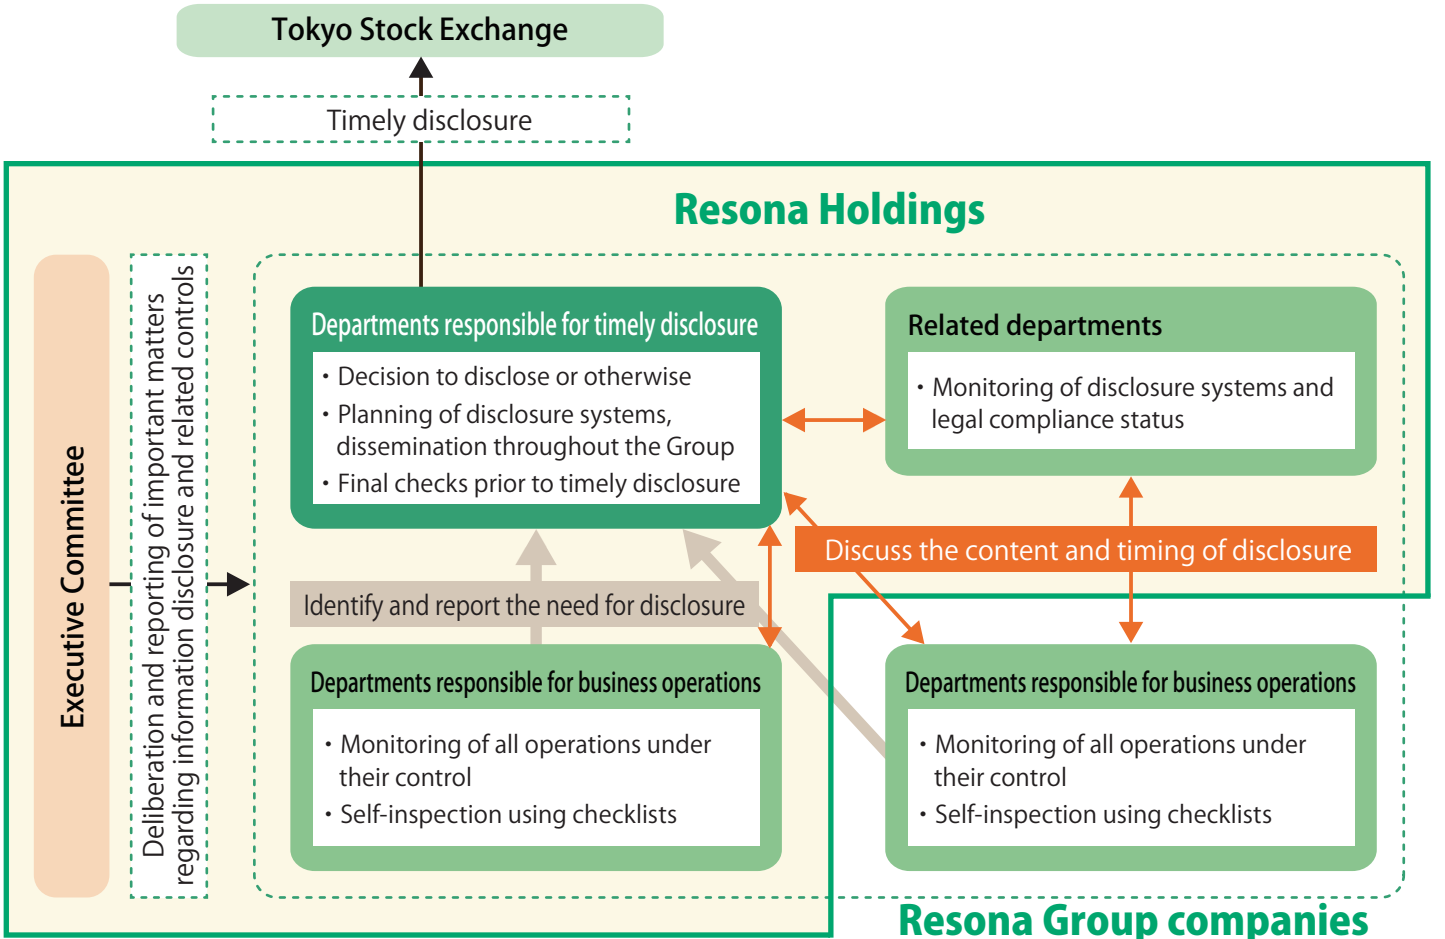 Tokyo Stock Exchange
Timely disclosure
Resona Holdings
Executive Committee
Deliberation and reporting of important matters
regarding information disclosure and related controls
Departments responsible for timely disclosure
・Decision to disclose or otherwise
・Planning of disclosure systems,
dissemination throughout the Group
・Final checks prior to timely disclosure
Related departments
・Monitoring of disclosure systems and
legal compliance status
Discuss the content and timing of disclosure
Identify and report the need for disclosure
Departments responsible for business operations
・Monitoring of all operations under
their control
・Self-inspection using checklists
Departments responsible for business operations
・Monitoring of all operations under
their control
・Self-inspection using checklists
Resona Group companies